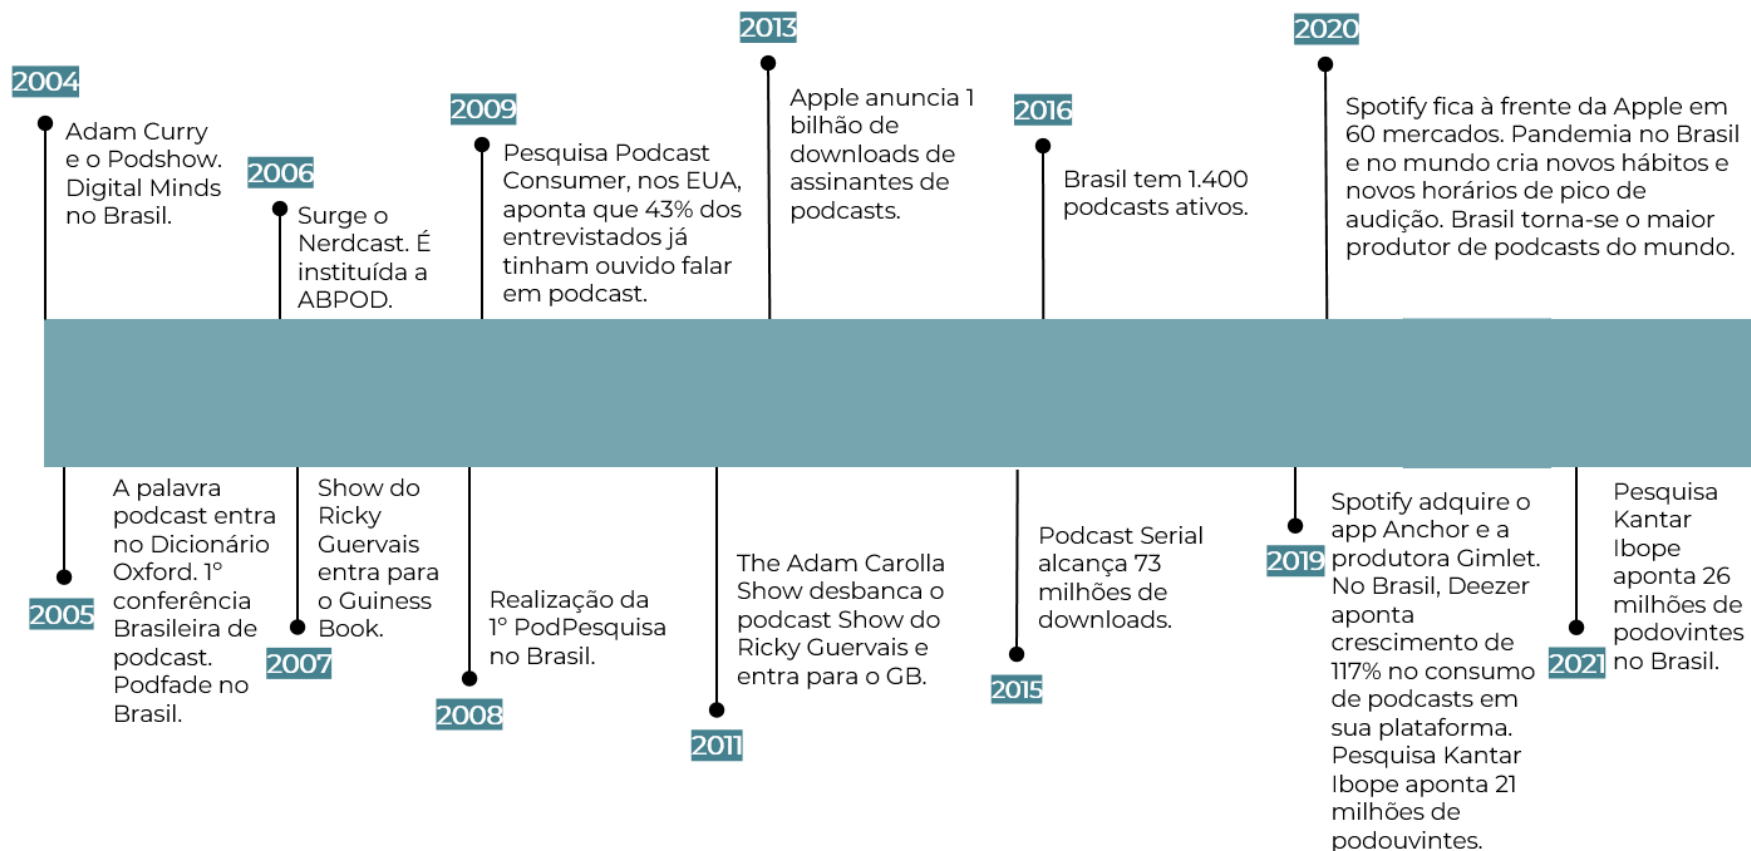 2004
Adam Curry
e o Podshow.
Digital Minds
no Brasil.
2005
A palavra
podcast entra
no Dicionário
Oxford. 1º
conferência
Brasileira de
podcast.
Podfade no
Brasil.
2006
Surge o
Nerdcast. É
instituída a
ABPOD.
2007
Show do
Ricky
Guervais
entra para
o Guiness
Book.
2008
Realização da
1º PodPesquisa
no Brasil.
2009
Pesquisa Podcast
Consumer, nos EUA,
aponta que 43% dos
entrevistados já
tinham ouvido falar
em podcast.
2011
The Adam Carolla
Show desbanca o
podcast Show do
Ricky Guervais e
entra para o GB.
2013
Apple anuncia 1
bilhão de
downloads de
assinantes de
podcasts.
2015
Podcast Serial
alcança 73
milhões de
downloads.
2016
Brasil tem 1.400
podcasts ativos.
2019
Spotify adquire o
app Anchor e a
produtora Gimlet.
No Brasil, Deezer
aponta
crescimento de
117% no consumo
de podcasts em
sua plataforma.
Pesquisa Kantar
Ibope aponta 21
milhões de
podouvintes.
2020
Spotify fica à frente da Apple em
60 mercados. Pandemia no Brasil
e no mundo cria novos hábitos e
novos horários de pico de
audição. Brasil torna-se o maior
produtor de podcasts do mundo.
2021
Pesquisa
Kantar
Ibope
aponta 26
milhões de
podovintes
no Brasil.